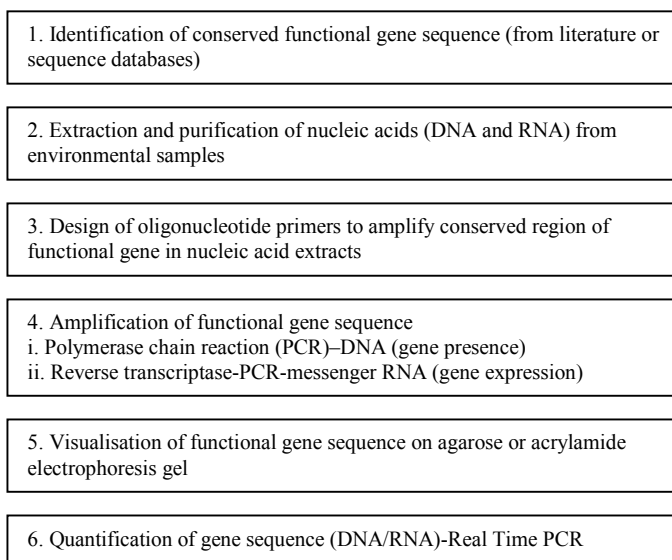 1. Identification of conserved functional gene sequence (from literature or
sequence databases)
2. Extraction and purification of nucleic acids (DNA and RNA) from
environmental samples
3. Design of oligonucleotide primers to amplify conserved region of
functional gene in nucleic acid extracts
4. Amplification of functional gene sequence
i. Polymerase chain reaction (PCR)–DNA (gene presence)
ii. Reverse transcriptase-PCR-messenger RNA (gene expression)
5. Visualisation of functional gene sequence on agarose or acrylamide
electrophoresis gel
6. Quantification of gene sequence (DNA/RNA)-Real Time PCR